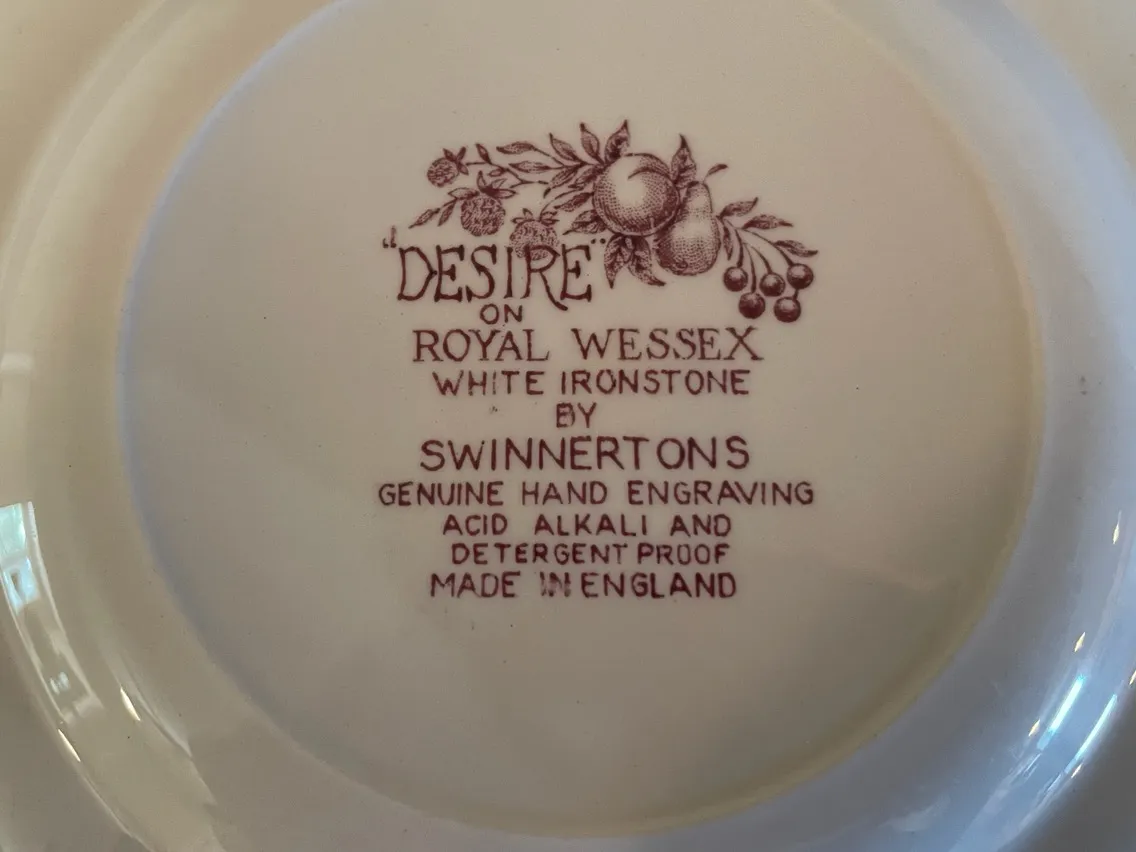 "DESIRE"
ON
ROYAL WESSEX
WHITE IRONSTONE
BY
SWINNERTONS
GENUINE HAND ENGRAVING
ACID ALKALI AND
DETERGENT PROOF
MADE IN ENGLAND